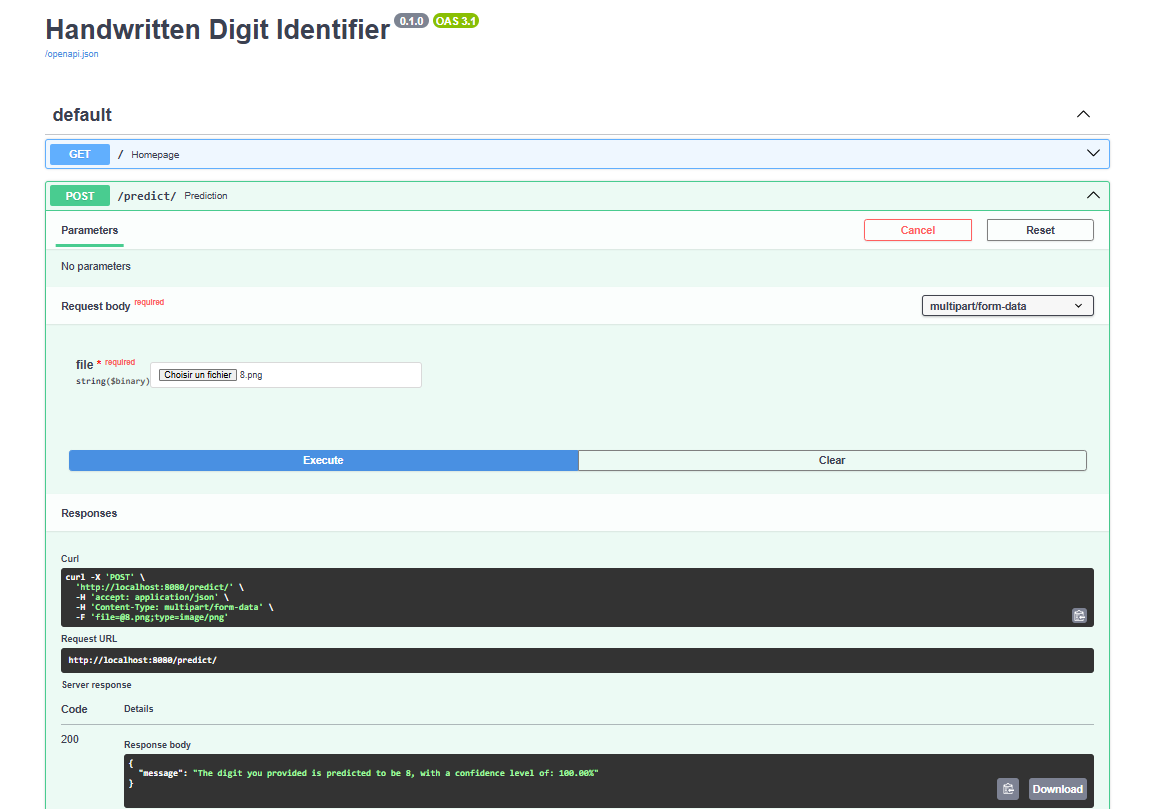 Handwritten Digit Identifier 0.1.0 OAS 3.1
/openapi.json
default
GET / Homepage
POST /predict/ Prediction
Parameters Cancel Reset
No parameters
Request body required multipart/form-data
file * required
string($binary) Choisir un fichier 8.png
Execute Clear
Responses
Curl
curl -X 'POST' \
'http://localhost:8080/predict/' \
-H 'accept: application/json' \
-H 'Content-Type: multipart/form-data' \
-F 'file=@8.png;type=image/png'
Request URL
http://localhost:8080/predict/
Server response
Code Details
200
Response body
{
"message": "The digit you provided is predicted to be 8, with a confidence level of: 100.00%"
}
Download